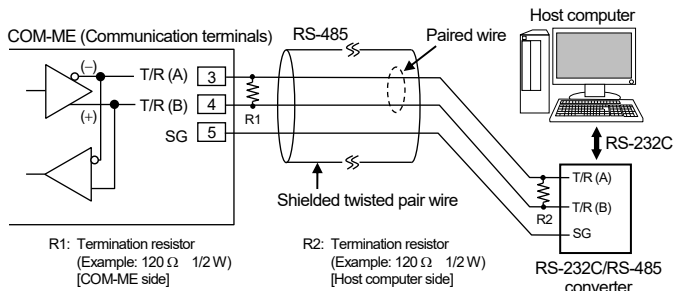 COM-ME (Communication terminals)
RS-485
Paired wire
Host computer
(−)
T/R (A)
3
T/R (B)
4
(+)
SG
5
R1
RS-232C
Shielded twisted pair wire
T/R (A)
T/R (B)
R2
SG
R1: Termination resistor
(Example: 120 Ω 1/2 W)
[COM-ME side]
R2: Termination resistor
(Example: 120 Ω 1/2 W)
[Host computer side]
RS-232C/RS-485
converter